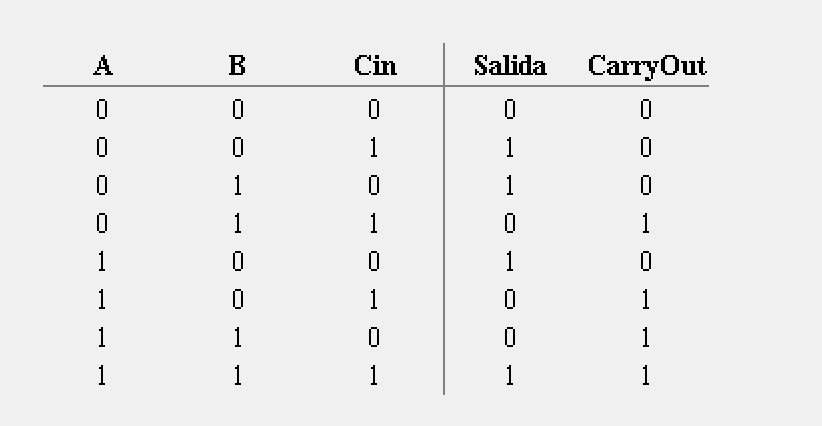 A B Cin Salida CarryOut
0 0 0 0 0
0 0 1 1 0
0 1 0 1 0
0 1 1 0 1
1 0 0 1 0
1 0 1 0 1
1 1 0 0 1
1 1 1 1 1